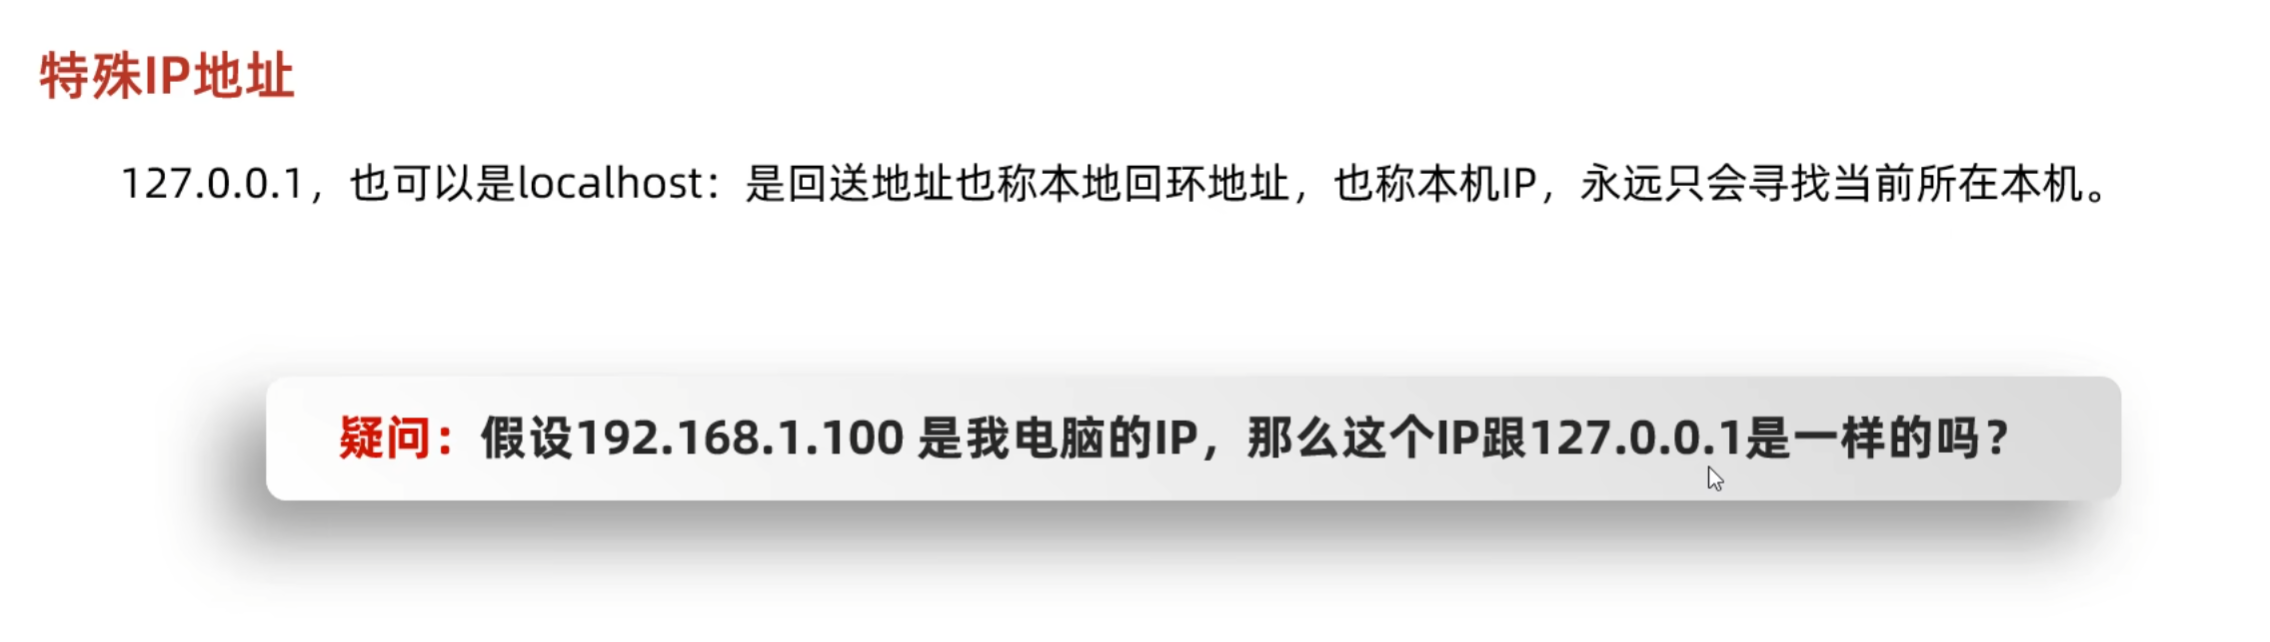 特殊IP地址
127.0.0.1，也可以是localhost：是回送地址也称本地回环地址，也称本机IP，永远只会寻找当前所在本机。
疑问：假设192.168.1.100 是我电脑的IP，那么这个IP跟127.0.0.1是一样的吗？